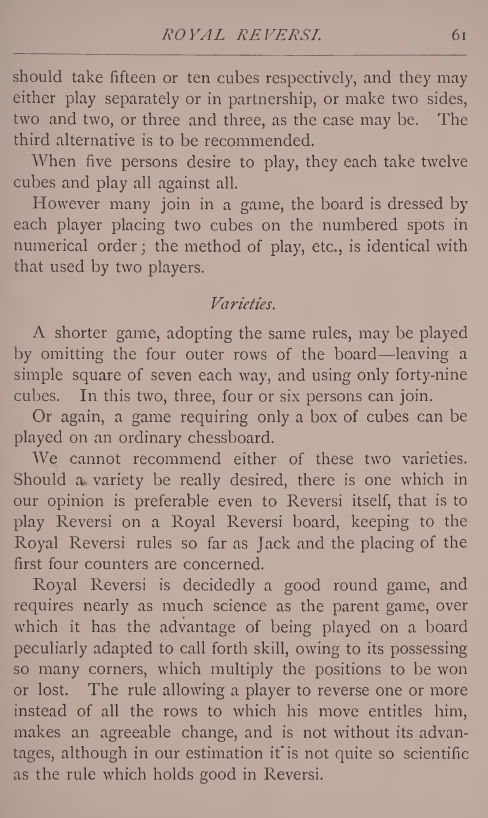 ROYAL REVERSI. 61
should take fifteen or ten cubes respectively, and they may
either play separately or in partnership, or make two sides,
two and two, or three and three, as the case may be. The
third alternative is to be recommended.
When five persons desire to play, they each take twelve
cubes and play all against all.
However many join in a game, the board is dressed by
each player placing two cubes on the numbered spots in
numerical order; the method of play, etc., is identical with
that used by two players.
Varieties.
A shorter game, adopting the same rules, may be played
by omitting the four outer rows of the board—leaving a
simple square of seven each way, and using only forty-nine
cubes. In this two, three, four or six persons can join.
Or again, a game requiring only a box of cubes can be
played on an ordinary chessboard.
We cannot recommend either of these two varieties.
Should a variety be really desired, there is one which in
our opinion is preferable even to Reversi itself, that is to
play Reversi on a Royal Reversi board, keeping to the
Royal Reversi rules so far as Jack and the placing of the
first four counters are concerned.
Royal Reversi is decidedly a good round game, and
requires nearly as much science as the parent game, over
which it has the advantage of being played on a board
peculiarly adapted to call forth skill, owing to its possessing
so many corners, which multiply the positions to be won
or lost. The rule allowing a player to reverse one or more
instead of all the rows to which his move entitles him,
makes an agreeable change, and is not without its advan-
tages, although in our estimation it is not quite so scientific
as the rule which holds good in Reversi.